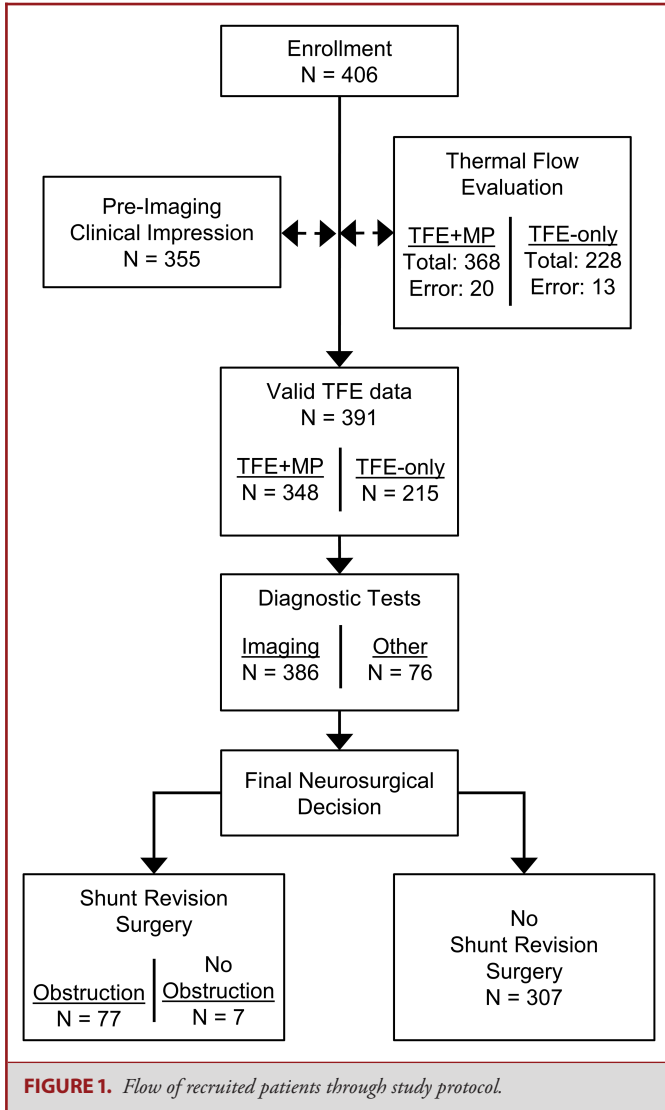 Enrollment
N = 406
Pre-Imaging
Clinical Impression
N = 355
Thermal Flow
Evaluation
TFE+MP
Total: 368
Error: 20
TFE-only
Total: 228
Error: 13
Valid TFE data
N = 391
TFE+MP
N = 348
TFE-only
N = 215
Diagnostic Tests
Imaging
N = 386
Other
N = 76
Final Neurosurgical
Decision
Shunt Revision
Surgery
Obstruction
N = 77
No
Obstruction
N = 7
No
Shunt Revision
Surgery
N = 307
FIGURE 1. Flow of recruited patients through study protocol.